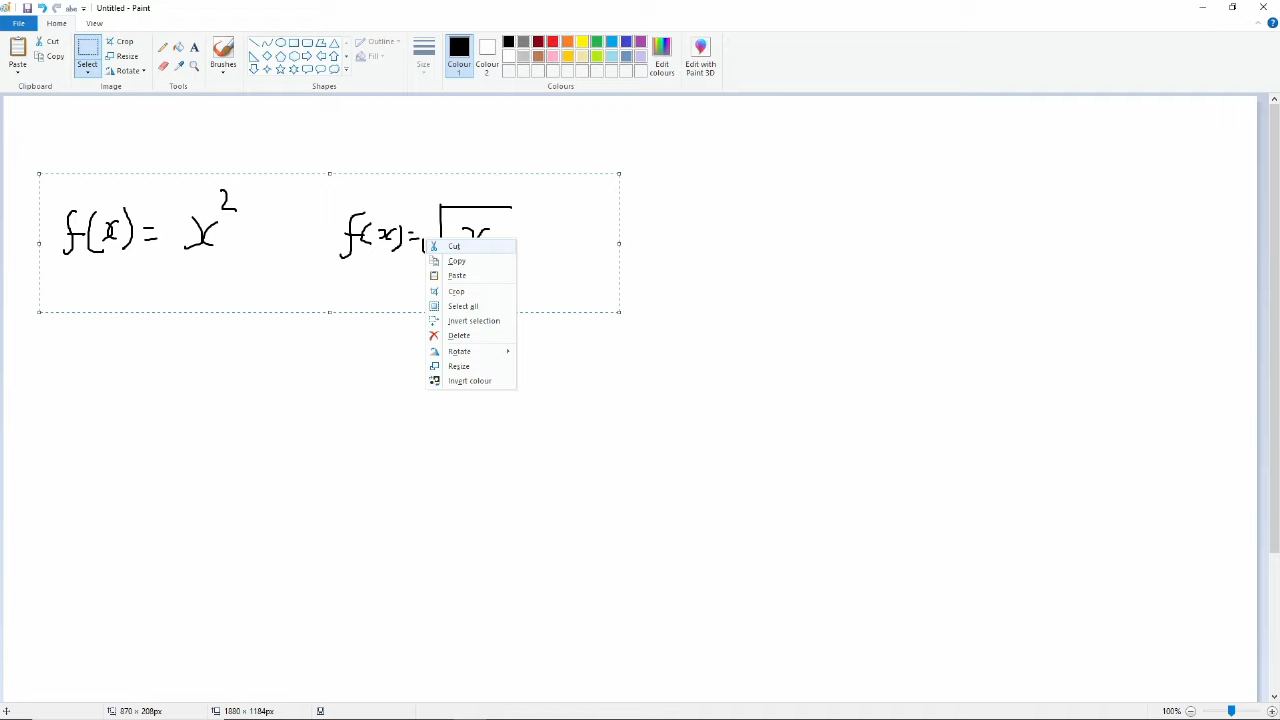 Untitled - Paint
File Home View
Paste Cut Copy Clipboard
Select Crop Resize Rotate Image
A Tools
Brushes
Shapes Outline Fill
Size
Colour 1 Colour 2 Colours
Edit colours
Edit with Paint 3D
f(x) = x²
f(x) = √x
Cut
Copy
Paste
Crop
Select all
Invert selection
Delete
Rotate
Resize
Invert colour
870 × 208px 1880 × 1184px 100%